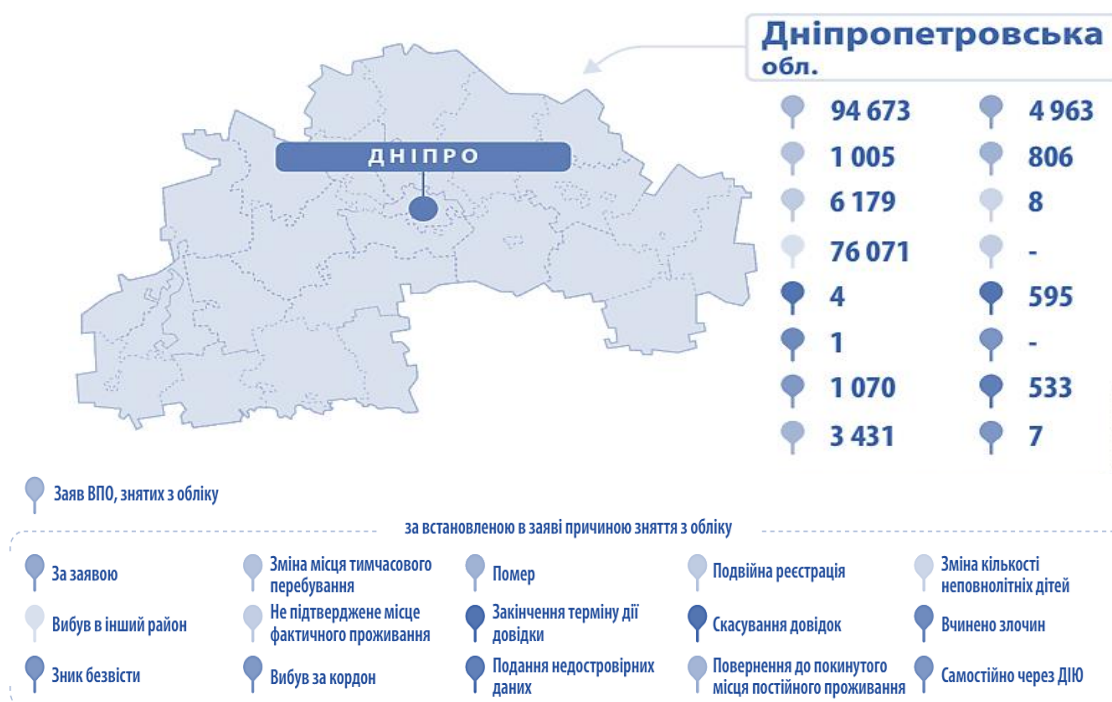 Дніпропетровська
обл.
ДНІПРО
94 673 4 963
1 005 806
6 179 8
76 071 -
4 595
1 -
1 070 533
3 431 7
Заяв ВПО, знятих з обліку
за встановленою в заяві причиною зняття з обліку
За заявою
Зміна місця тимчасового
перебування
Помер
Подвійна реєстрація
Зміна кількості
неповнолітніх дітей
Вибув в інший район
Не підтверджене місце
фактичного проживання
Закінчення терміну дії
довідки
Скасування довідок
Вчинено злочин
Зник безвісти
Вибув за кордон
Подання недостровірних
даних
Повернення до покинутого
місця постійного проживання
Самостійно через ДІЮ